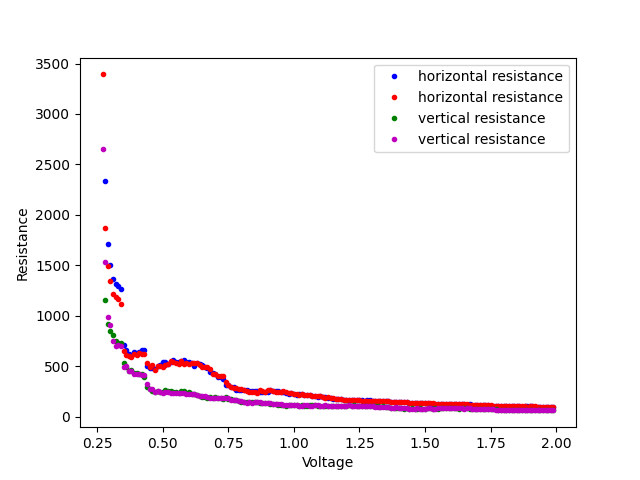 3500
3000
2500
2000
1500
1000
500
0
Resistance
horizontal resistance
horizontal resistance
vertical resistance
vertical resistance
0.25 0.50 0.75 1.00 1.25 1.50 1.75 2.00
Voltage